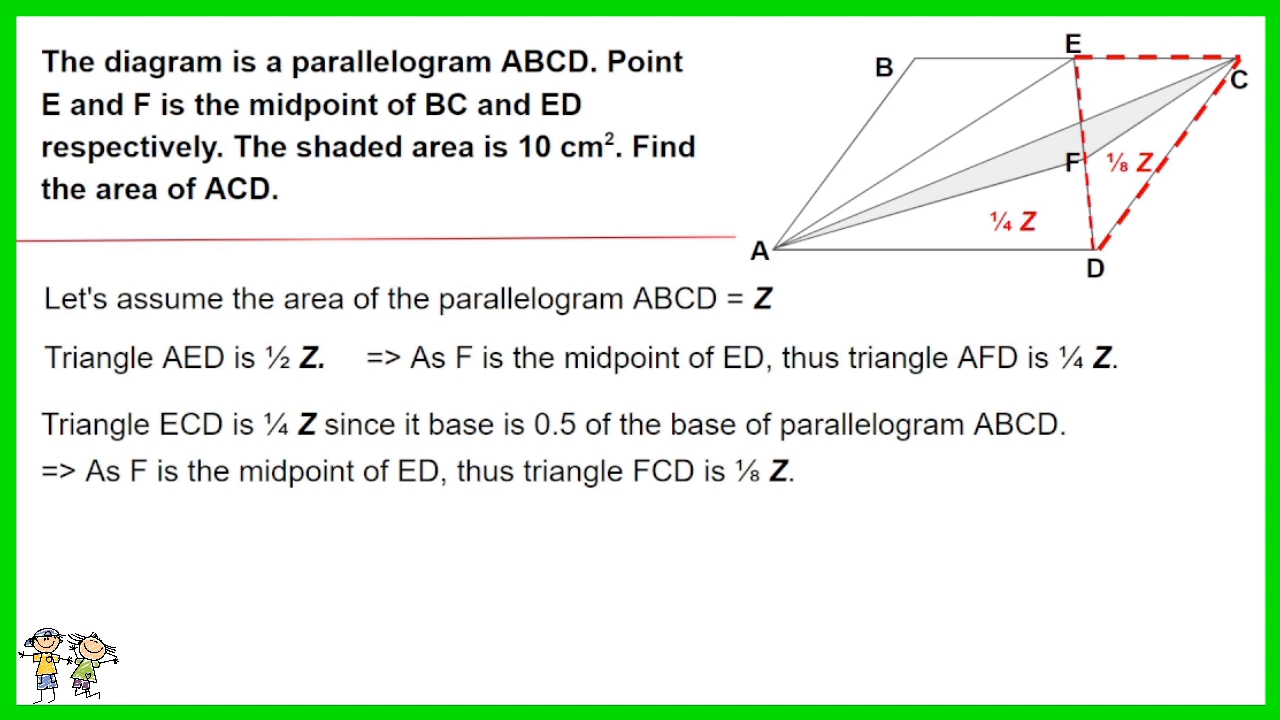 The diagram is a parallelogram ABCD. Point
E and F is the midpoint of BC and ED
respectively. The shaded area is 10 cm². Find
the area of ACD.
E
B
C
F
⅛ Z
¼ Z
A
D
Let's assume the area of the parallelogram ABCD = Z
Triangle AED is ½ Z. => As F is the midpoint of ED, thus triangle AFD is ¼ Z.
Triangle ECD is ¼ Z since it base is 0.5 of the base of parallelogram ABCD.
=> As F is the midpoint of ED, thus triangle FCD is ⅛ Z.